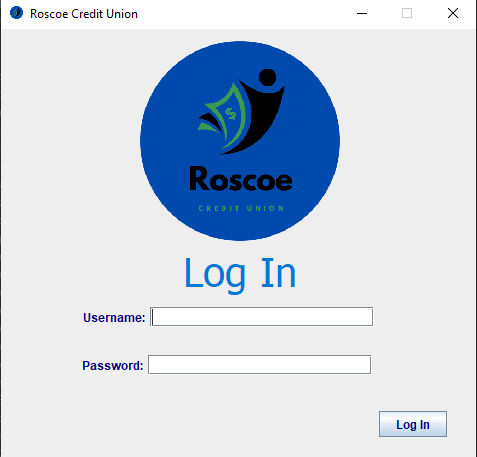 Roscoe Credit Union
$
Roscoe
CREDIT UNION
Log In
Username:
Password:
Log In